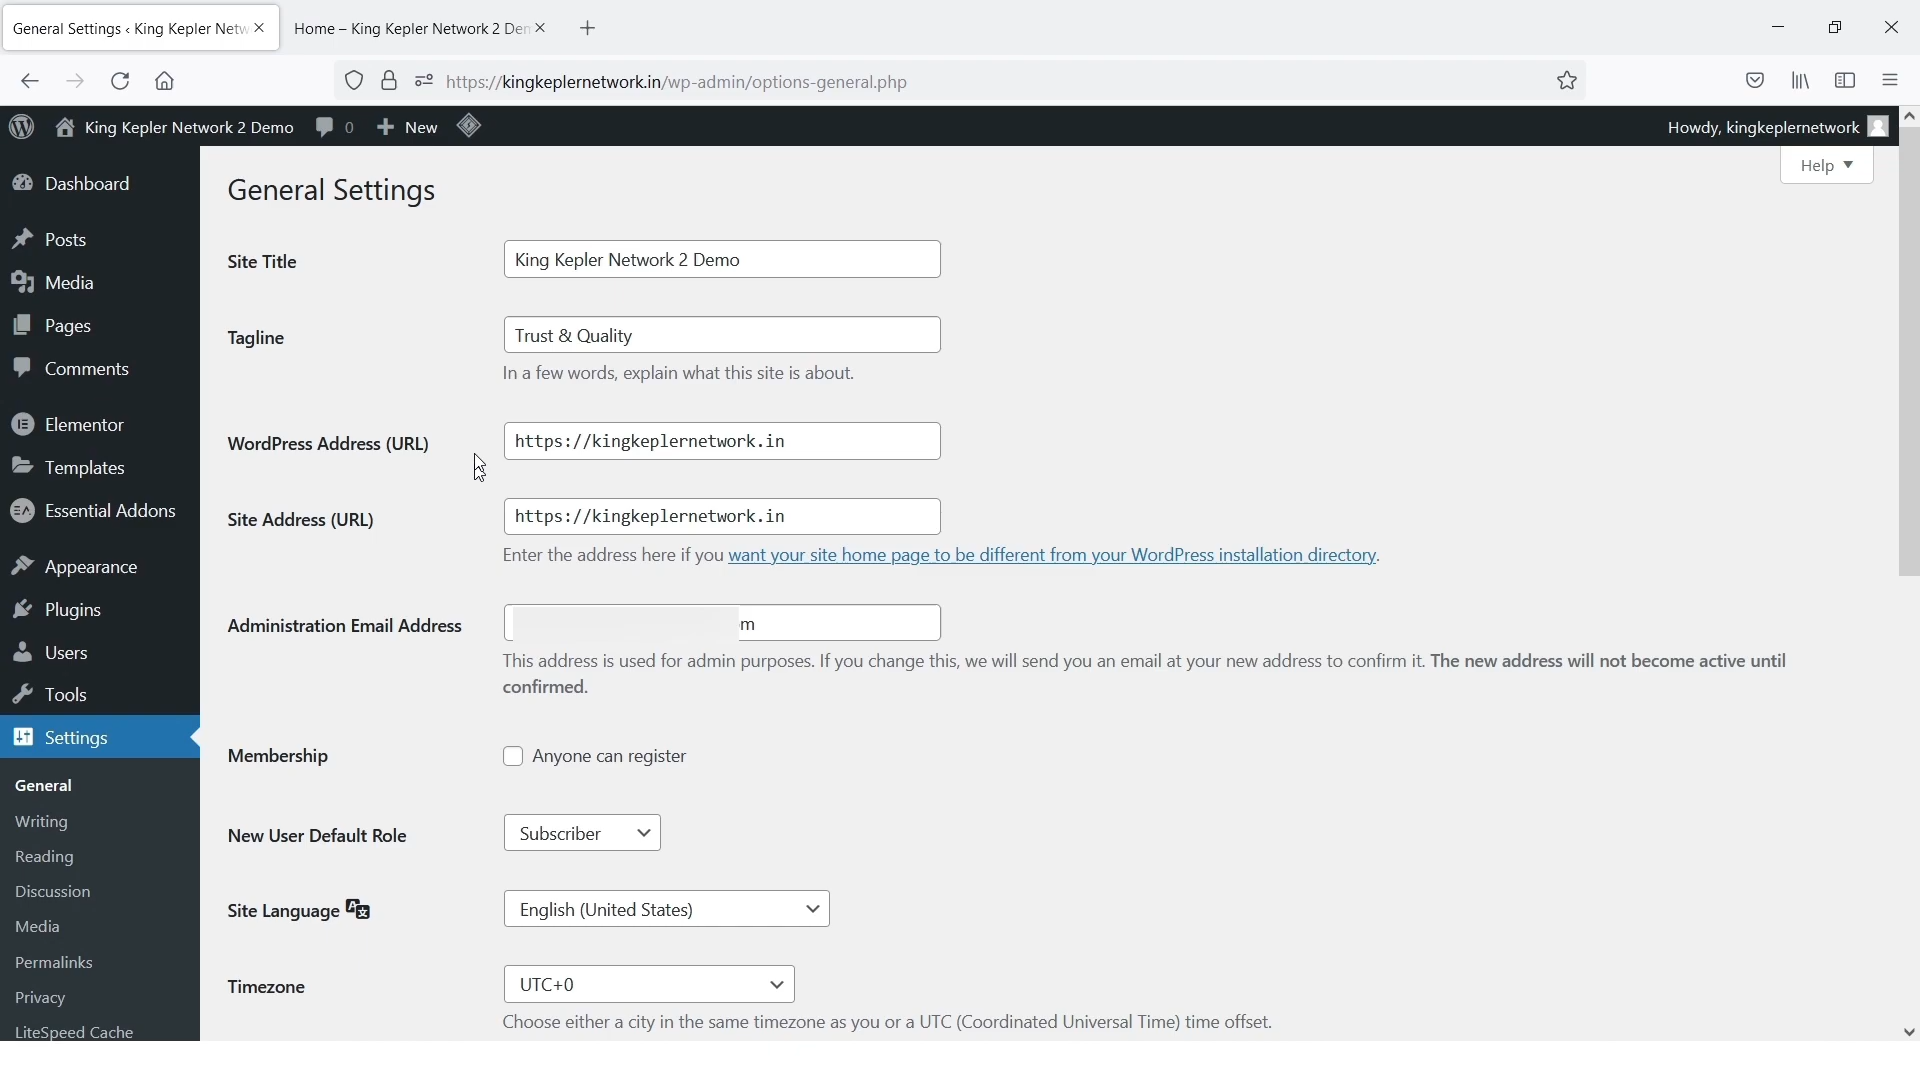 General Settings ‹ King Kepler Netw
Home – King Kepler Network 2 Den
https://kingkeplernetwork.in/wp-admin/options-general.php
King Kepler Network 2 Demo
0
New
Howdy, kingkeplernetwork
Help
Dashboard
Posts
Media
Pages
Comments
Elementor
Templates
Essential Addons
Appearance
Plugins
Users
Tools
Settings
General
Writing
Reading
Discussion
Media
Permalinks
Privacy
LiteSpeed Cache
General Settings
Site Title
King Kepler Network 2 Demo
Tagline
Trust & Quality
In a few words, explain what this site is about.
WordPress Address (URL)
https://kingkeplernetwork.in
Site Address (URL)
https://kingkeplernetwork.in
Enter the address here if you want your site home page to be different from your WordPress installation directory.
Administration Email Address
m
This address is used for admin purposes. If you change this, we will send you an email at your new address to confirm it. The new address will not become active until
confirmed.
Membership
Anyone can register
New User Default Role
Subscriber
Site Language
English (United States)
Timezone
UTC+0
Choose either a city in the same timezone as you or a UTC (Coordinated Universal Time) time offset.